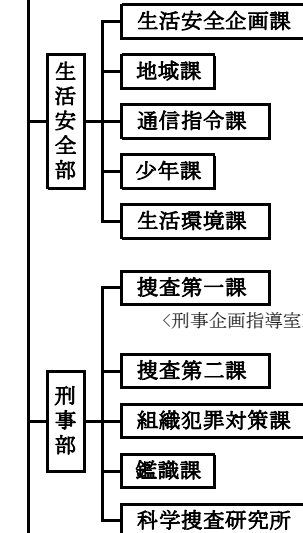 生活安全部
生活安全企画課
地域課
通信指令課
少年課
生活環境課
刑事部
捜査第一課
<刑事企画指導室
捜査第二課
組織犯罪対策課
鑑識課
科学捜査研究所